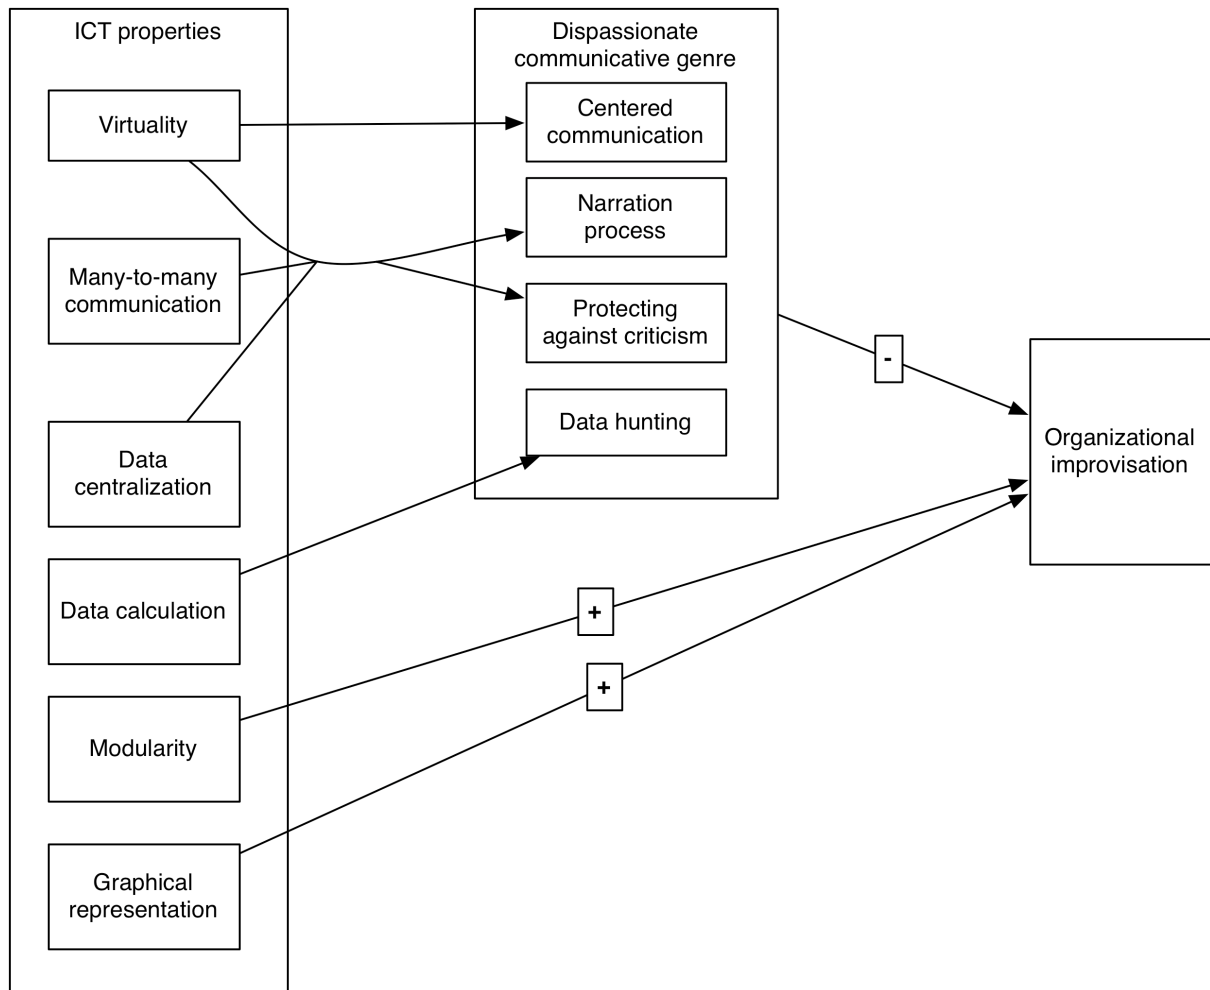 ICT properties
Virtuality
Many-to-many
communication
Data
centralization
Data calculation
Modularity
Graphical
representation
Dispassionate
communicative genre
Centered
communication
Narration
process
Protecting
against criticism
Data hunting
-
+
+
Organizational
improvisation